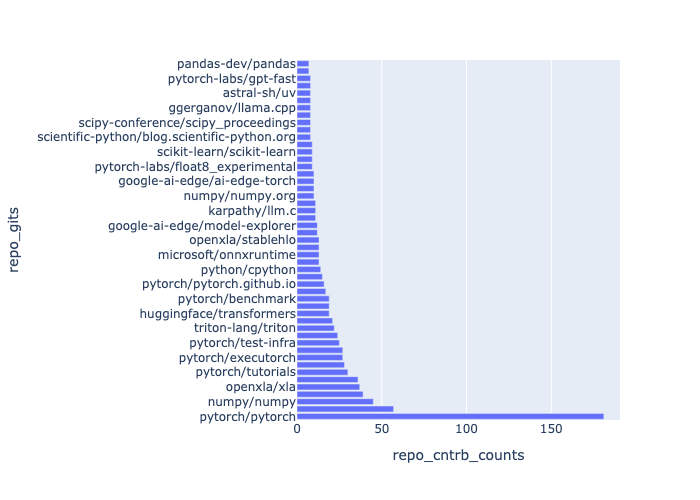 pandas-dev/pandas
pytorch-labs/gpt-fast
astral-sh/uv
ggerganov/llama.cpp
scipy-conference/scipy_proceedings
scientific-python/blog.scientific-python.org
scikit-learn/scikit-learn
pytorch-labs/float8_experimental
google-ai-edge/ai-edge-torch
numpy/numpy.org
karpathy/llm.c
google-ai-edge/model-explorer
openxla/stablehlo
microsoft/onnxruntime
python/cpython
pytorch/pytorch.github.io
pytorch/benchmark
huggingface/transformers
triton-lang/triton
pytorch/test-infra
pytorch/executorch
pytorch/tutorials
openxla/xla
numpy/numpy
pytorch/pytorch
0 50 100 150
repo_cntrb_counts
repo_gits